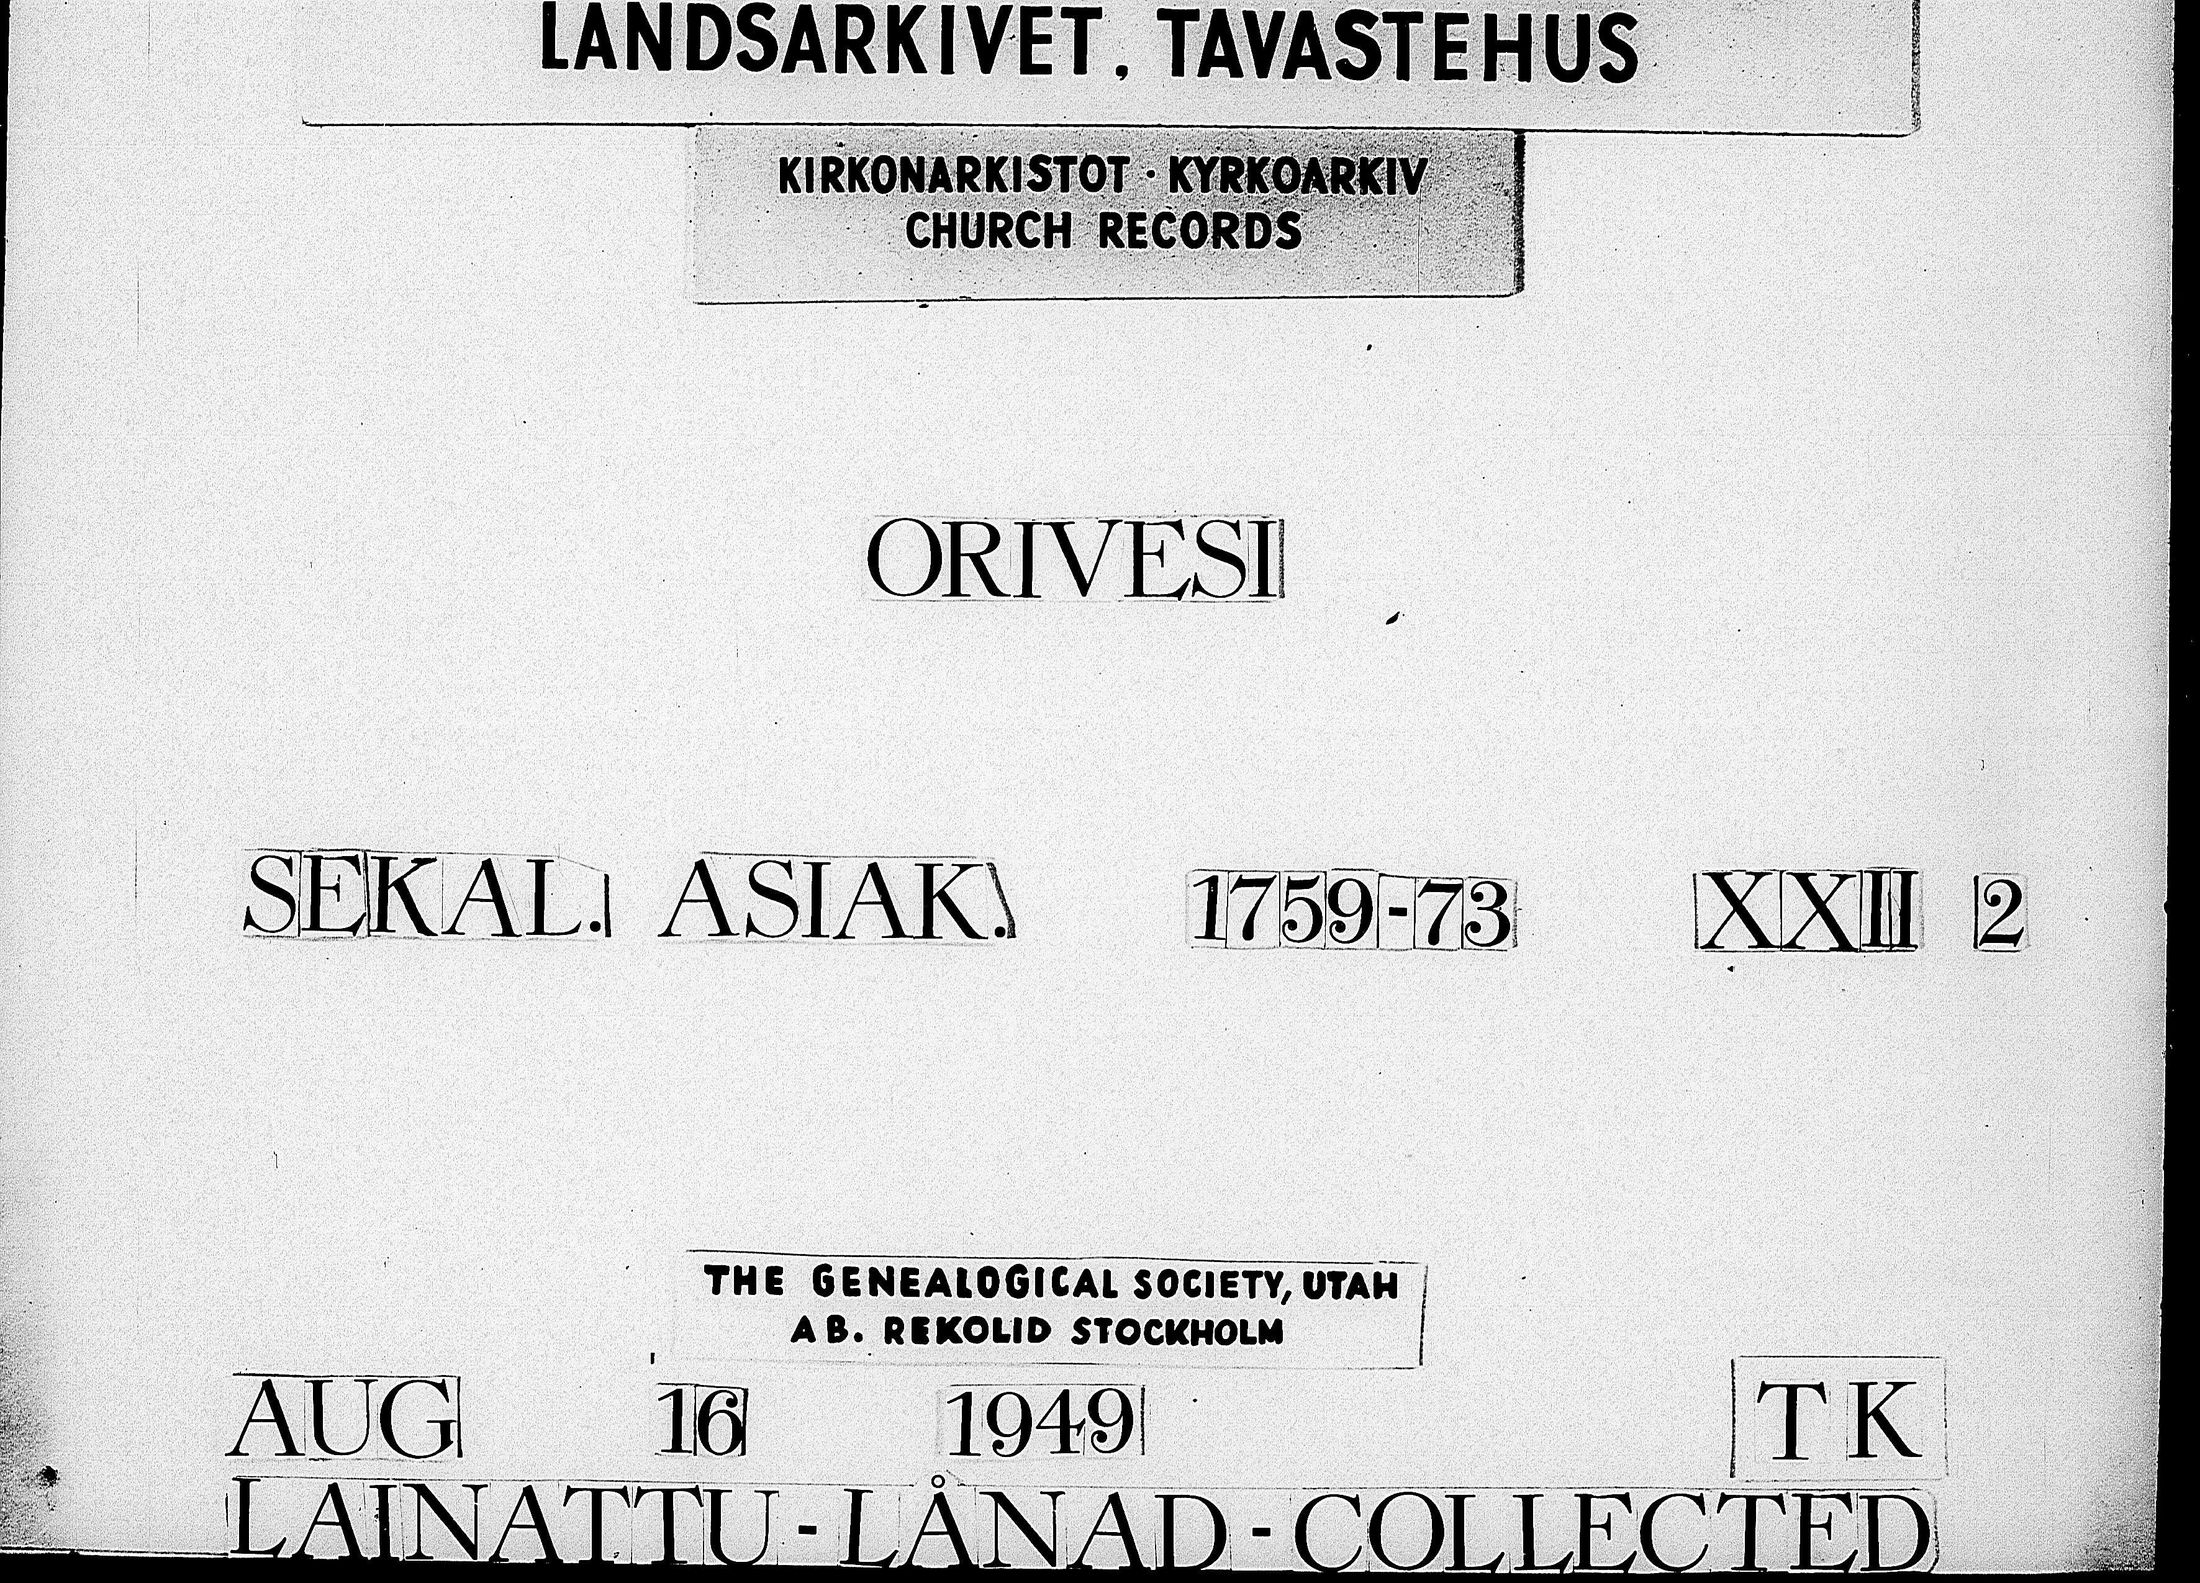 LANDSARKIVET, TAVASTEHUS
KIRKONARKISTOT · KYRKOARKIV
CHURCH RECORDS
ORIVESI
SEKAL. ASIAK. 1759-73 XXII 2
THE GENEALOGICAL SOCIETY, UTAH
AB. REKOLID STOCKHOLM
AUG 16 1949 TK
LAINATTU - LÅNAD - COLLECTED